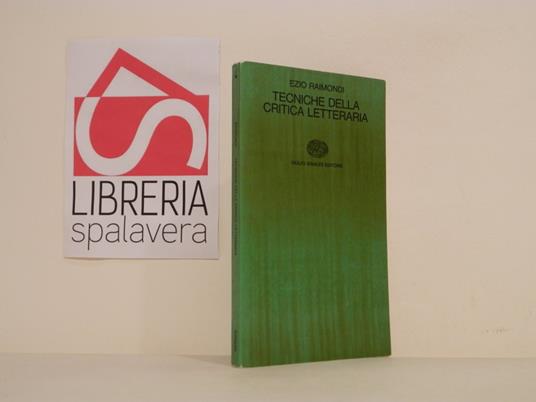 LIBRERIA
spalavera
EZIO RAIMONDI
TECNICHE DELLA
CRITICA LETTERARIA
GIULIO EINAUDI EDITORE